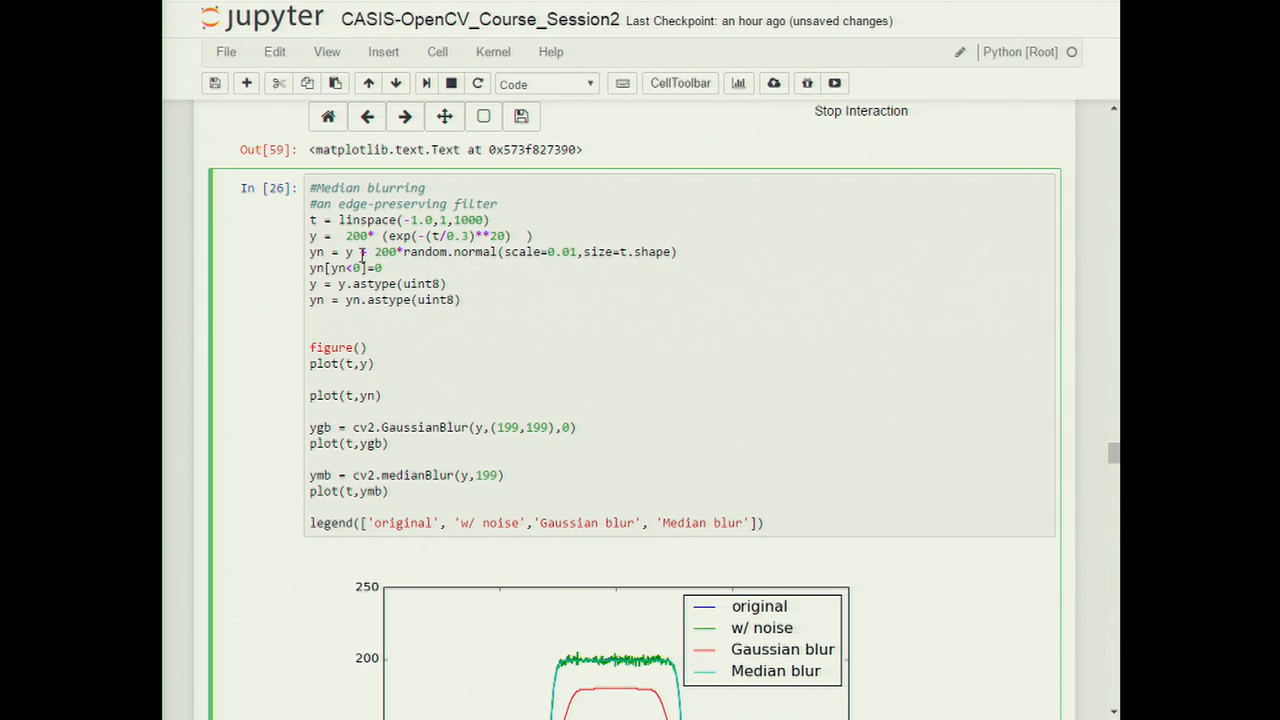 jupyter CASIS-OpenCV_Course_Session2 Last Checkpoint: an hour ago (unsaved changes)
File Edit View Insert Cell Kernel Help Python [Root]
Code CellToolbar
Stop Interaction
Out[59]: <matplotlib.text.Text at 0x573f827390>
In [26]: #Median blurring
#an edge-preserving filter
t = linspace(-1.0,1,1000)
y =  200* (exp(-(t/0.3)**20)  )
yn = y + 200*random.normal(scale=0.01,size=t.shape)
yn[yn<0]=0
y = y.astype(uint8)
yn = yn.astype(uint8)
figure()
plot(t,y)
plot(t,yn)
ygb = cv2.GaussianBlur(y,(199,199),0)
plot(t,ygb)
ymb = cv2.medianBlur(y,199)
plot(t,ymb)
legend(['original', 'w/ noise','Gaussian blur', 'Median blur'])
250
original
w/ noise
Gaussian blur
200
Median blur